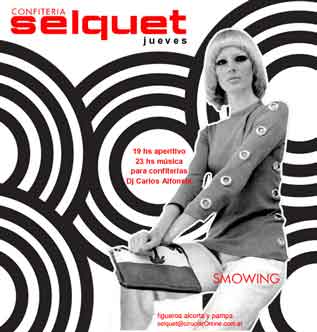 CONFITERIA
selquet
jueves
19 hs aperitivo
23 hs música
para confiterías
Dj Carlos Alfonsín
SMOWING
figueroa alcorta y pampa